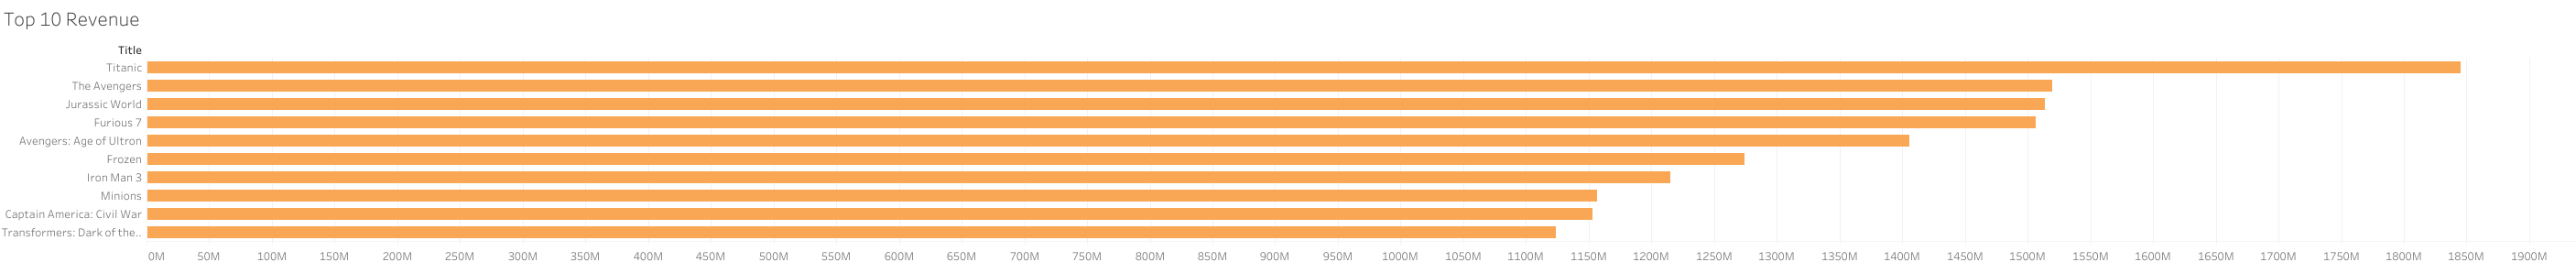 Top 10 Revenue
Title
Titanic
The Avengers
Jurassic World
Furious 7
Avengers: Age of Ultron
Frozen
Iron Man 3
Minions
Captain America: Civil War
Transformers: Dark of the..
0M 50M 100M 150M 200M 250M 300M 350M 400M 450M 500M 550M 600M 650M 700M 750M 800M 850M 900M 950M 1000M 1050M 1100M 1150M 1200M 1250M 1300M 1350M 1400M 1450M 1500M 1550M 1600M 1650M 1700M 1750M 1800M 1850M 1900M